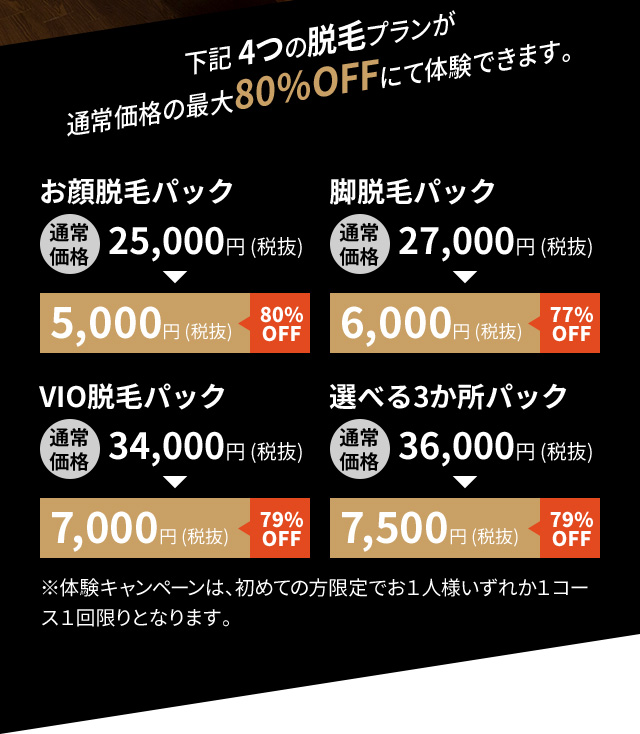 下記 4つの脱毛プランが
通常価格の最大80%OFFにて体験できます。
お顔脱毛パック
通常価格
25,000円 (税抜)
5,000円 (税抜)
80% OFF
脚脱毛パック
通常価格
27,000円 (税抜)
6,000円 (税抜)
77% OFF
VIO脱毛パック
通常価格
34,000円 (税抜)
7,000円 (税抜)
79% OFF
選べる3か所パック
通常価格
36,000円 (税抜)
7,500円 (税抜)
79% OFF
※体験キャンペーンは、初めての方限定でお１人様いずれか１コー
ス１回限りとなります。